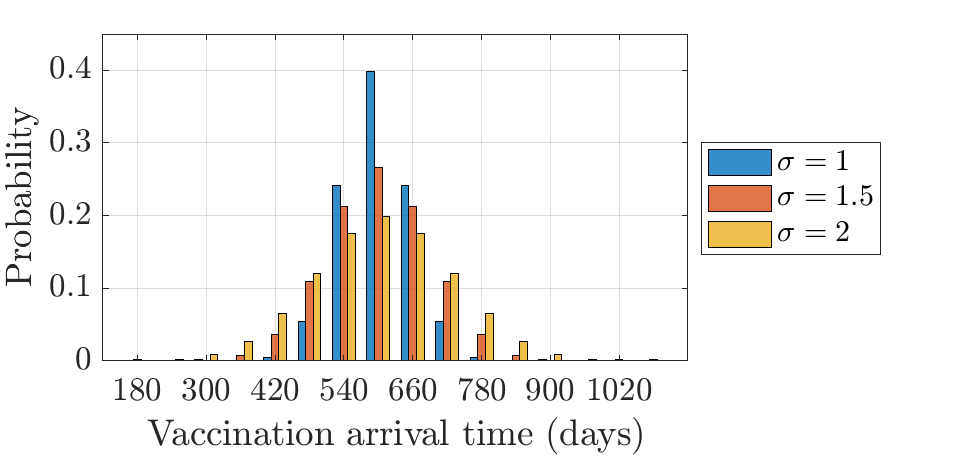 Probability
0.4
0.3
0.2
0.1
0
180 300 420 540 660 780 900 1020
Vaccination arrival time (days)
σ = 1
σ = 1.5
σ = 2